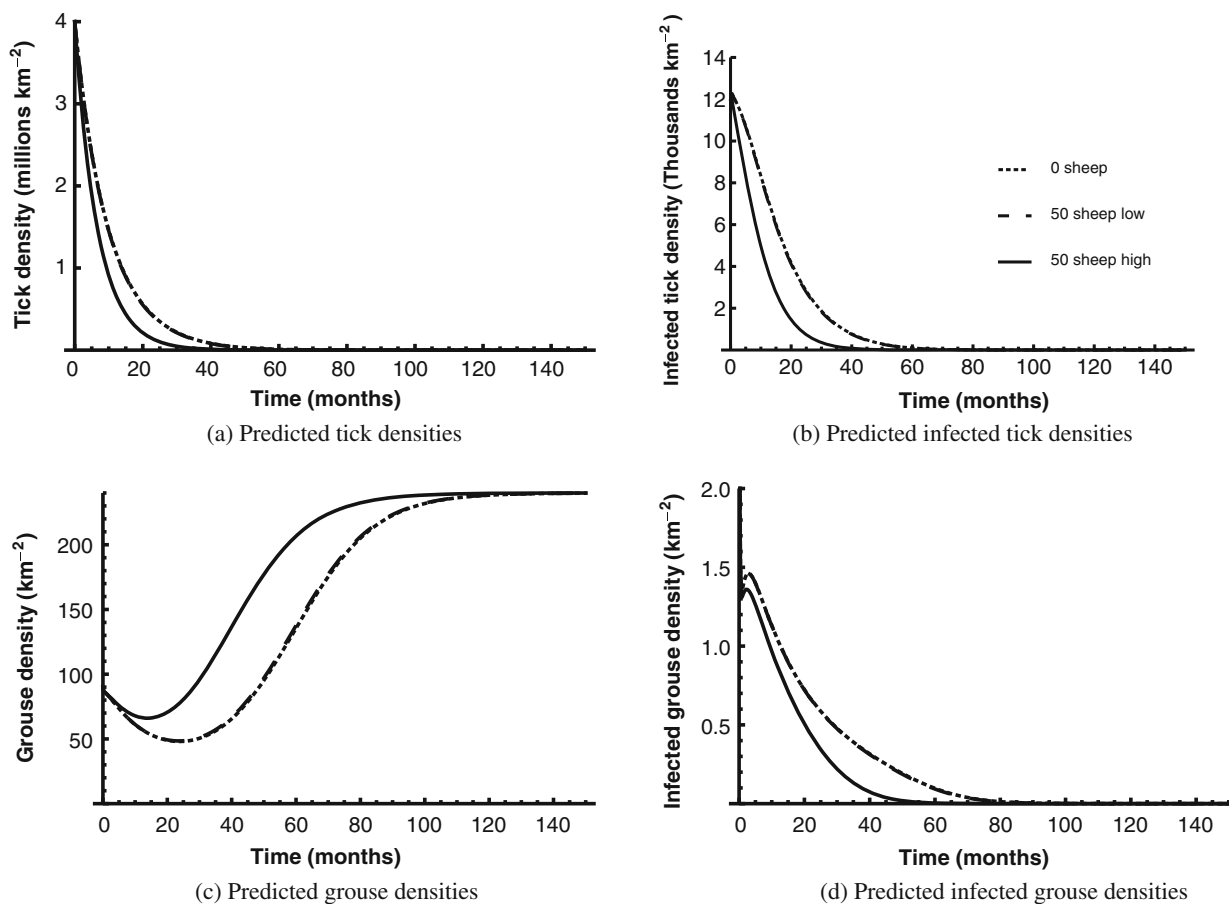 Tick density (millions km−2)
4
3
2
1
0 20 40 60 80 100 120 140
Time (months)
(a) Predicted tick densities
Infected tick density (Thousands km−2)
14
12
10
8
6
4
2
0 20 40 60 80 100 120 140
Time (months)
0 sheep
50 sheep low
50 sheep high
(b) Predicted infected tick densities
Grouse density (km−2)
200
150
100
50
0 20 40 60 80 100 120 140
Time (months)
(c) Predicted grouse densities
Infected grouse density (km−2)
2.0
1.5
1.0
0.5
0 20 40 60 80 100 120 140
Time (months)
(d) Predicted infected grouse densities